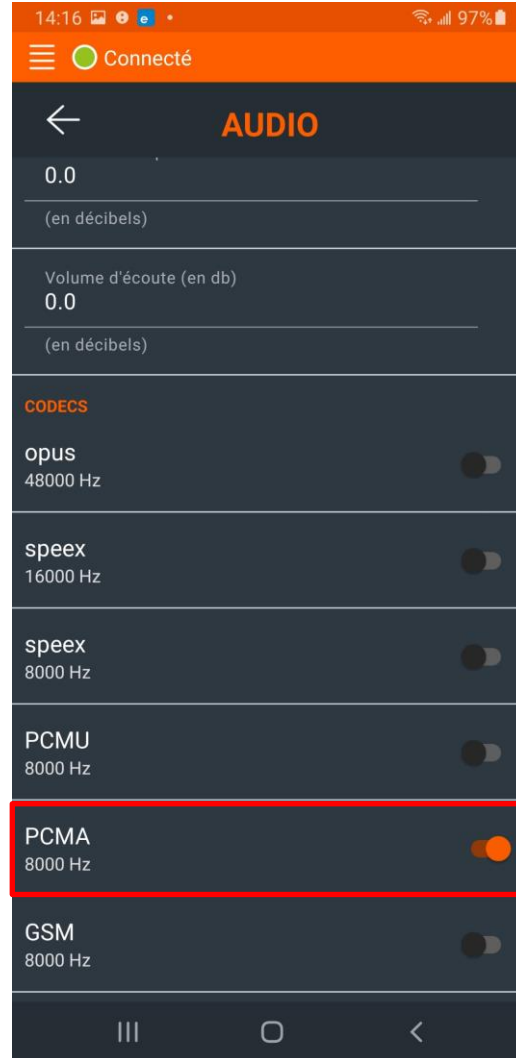 14:16 97%
Connecté
AUDIO
0.0
(en décibels)
Volume d'écoute (en db)
0.0
(en décibels)
CODECS
opus
48000 Hz
speex
16000 Hz
speex
8000 Hz
PCMU
8000 Hz
PCMA
8000 Hz
GSM
8000 Hz